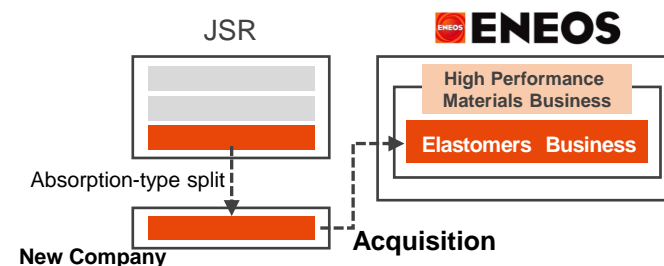 JSR
ENEOS
ENEOS
High Performance
Materials Business
Elastomers Business
Absorption-type split
Acquisition
New Company